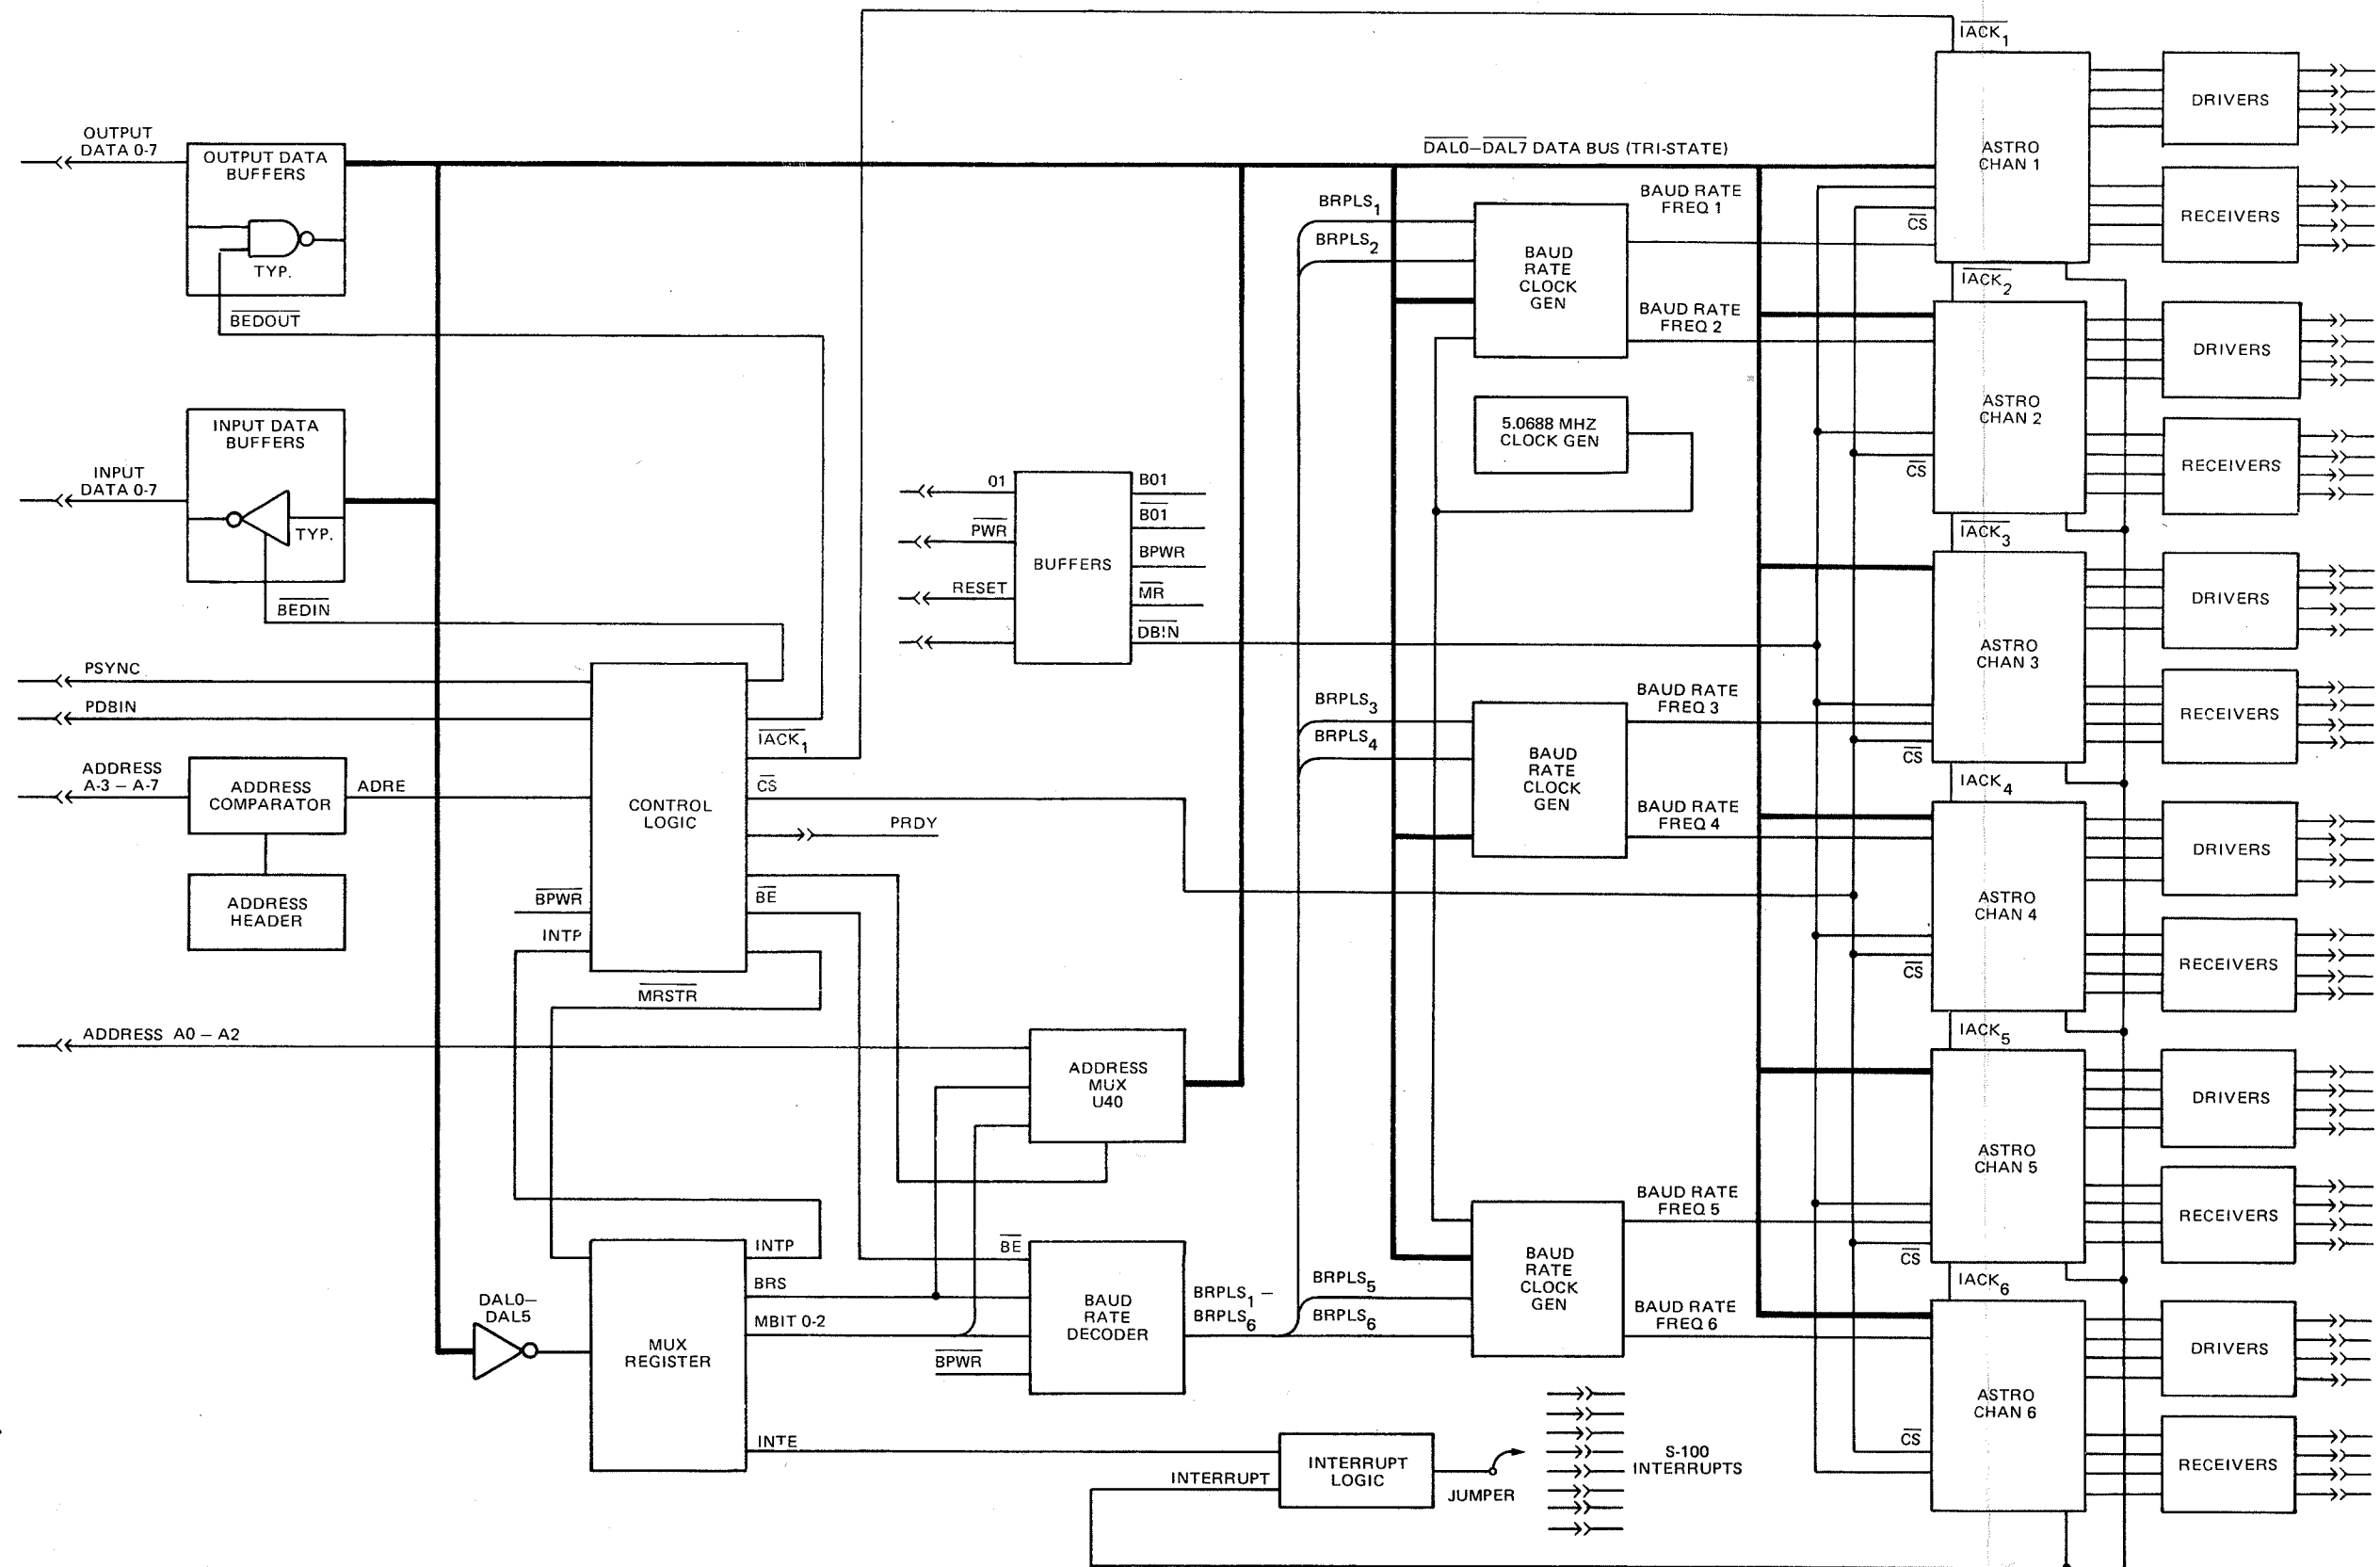 IACK1
OUTPUT
DATA 0-7
OUTPUT DATA
BUFFERS
TYP.
BEDOUT
DAL0–DAL7 DATA BUS (TRI-STATE)
INPUT DATA
BUFFERS
INPUT
DATA 0-7
TYP.
BEDIN
PSYNC
PDBIN
ADDRESS
A-3 – A-7
ADDRESS
COMPARATOR
ADRE
ADDRESS
HEADER
CONTROL
LOGIC
IACK1
CS
PRDY
BE
BPWR
INTP
MRSTR
ADDRESS A0 – A2
01
PWR
RESET
BUFFERS
B01
B01
BPWR
MR
DBIN
ADDRESS
MUX
U40
DAL0–
DAL5
MUX
REGISTER
INTP
BRS
MBIT 0-2
INTE
BE
BPWR
BAUD
RATE
DECODER
BRPLS1 –
BRPLS6
BRPLS1
BRPLS2
BAUD
RATE
CLOCK
GEN
BAUD RATE
FREQ 1
BAUD RATE
FREQ 2
5.0688 MHZ
CLOCK GEN
BRPLS3
BRPLS4
BAUD
RATE
CLOCK
GEN
BAUD RATE
FREQ 3
BAUD RATE
FREQ 4
BRPLS5
BRPLS6
BAUD
RATE
CLOCK
GEN
BAUD RATE
FREQ 5
BAUD RATE
FREQ 6
INTERRUPT
INTERRUPT
LOGIC
JUMPER
S-100
INTERRUPTS
ASTRO
CHAN 1
CS
DRIVERS
RECEIVERS
IACK2
ASTRO
CHAN 2
CS
DRIVERS
RECEIVERS
IACK3
ASTRO
CHAN 3
CS
DRIVERS
RECEIVERS
IACK4
ASTRO
CHAN 4
CS
DRIVERS
RECEIVERS
IACK5
ASTRO
CHAN 5
CS
DRIVERS
RECEIVERS
IACK6
ASTRO
CHAN 6
CS
DRIVERS
RECEIVERS